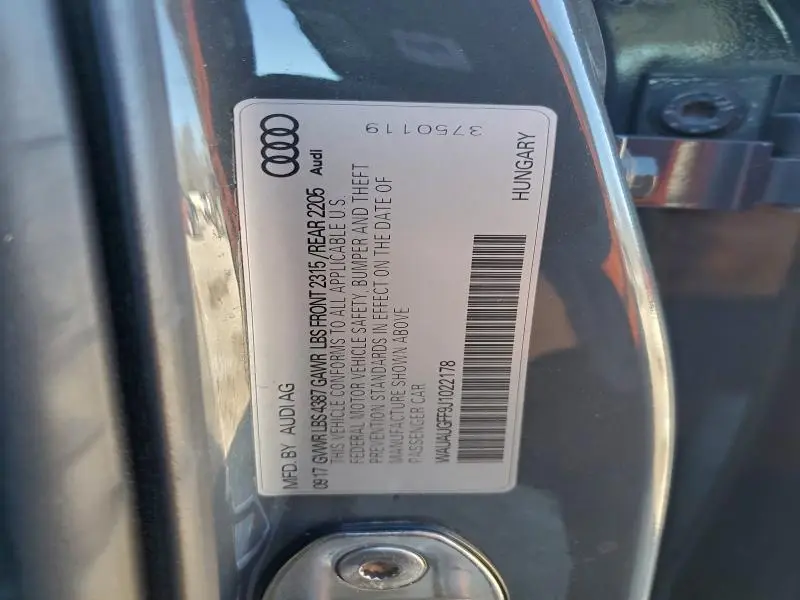 MFD. BY AUDI AG
09 17 GVWR LBS 4387 GAWR LBS FRONT 2315 / REAR 2205
THIS VEHICLE CONFORMS TO ALL APPLICABLE U.S.
FEDERAL MOTOR VEHICLE SAFETY, BUMPER AND THEFT
PREVENTION STANDARDS IN EFFECT ON THE DATE OF
MANUFACTURE SHOWN ABOVE
PASSENGER CAR
WAUAUGFF9J1022178
HUNGARY
Audi
3750119